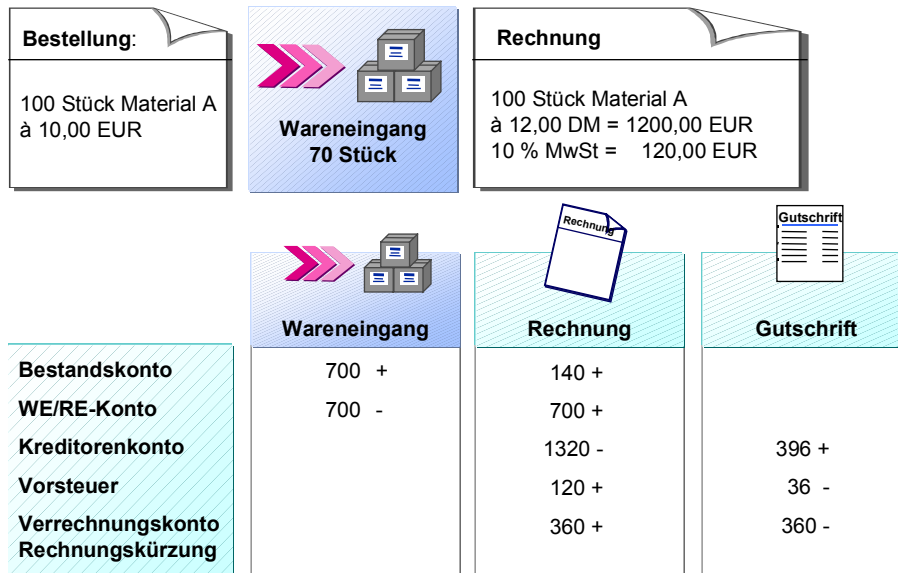 Bestellung:
100 Stück Material A
à 10,00 EUR
Wareneingang
70 Stück
Rechnung
100 Stück Material A
à 12,00 DM = 1200,00 EUR
10 % MwSt = 120,00 EUR
Rechnung
Gutschrift
Wareneingang Rechnung Gutschrift
Bestandskonto 700 + 140 +
WE/RE-Konto 700 - 700 +
Kreditorenkonto 1320 - 396 +
Vorsteuer 120 + 36 -
Verrechnungskonto 360 + 360 -
Rechnungskürzung